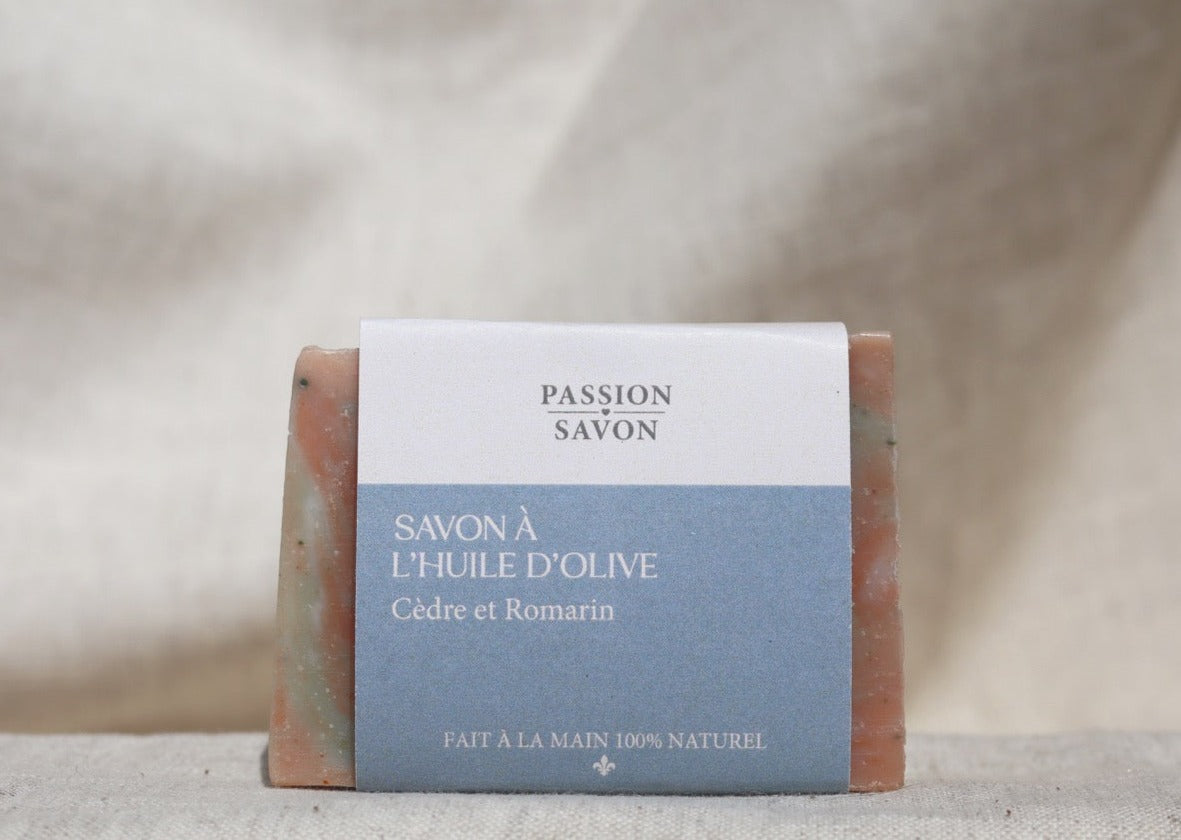 PASSION
SAVON
SAVON À
L'HUILE D'OLIVE
Cèdre et Romarin
FAIT À LA MAIN 100% NATUREL